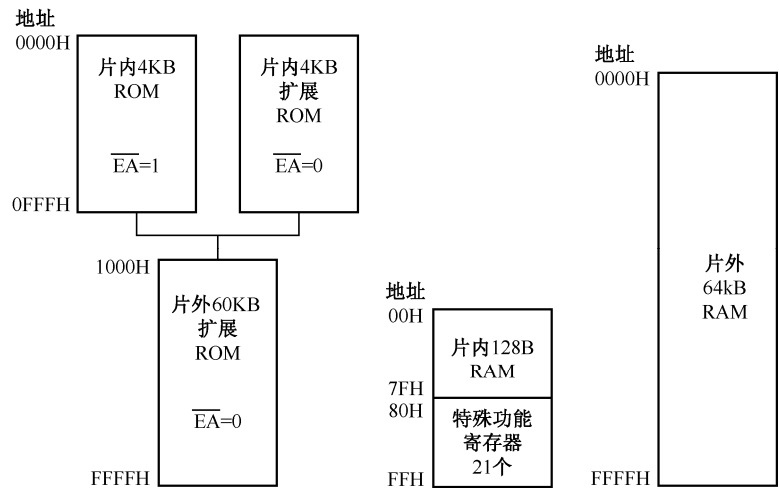 地址
0000H
片内4KB
ROM
EA=1
0FFFH
片内4KB
扩展
ROM
EA=0
1000H
片外60KB
扩展
ROM
EA=0
FFFFH
地址
00H
片内128B
RAM
7FH
80H
特殊功能
寄存器
21个
FFH
地址
0000H
片外
64kB
RAM
FFFFH